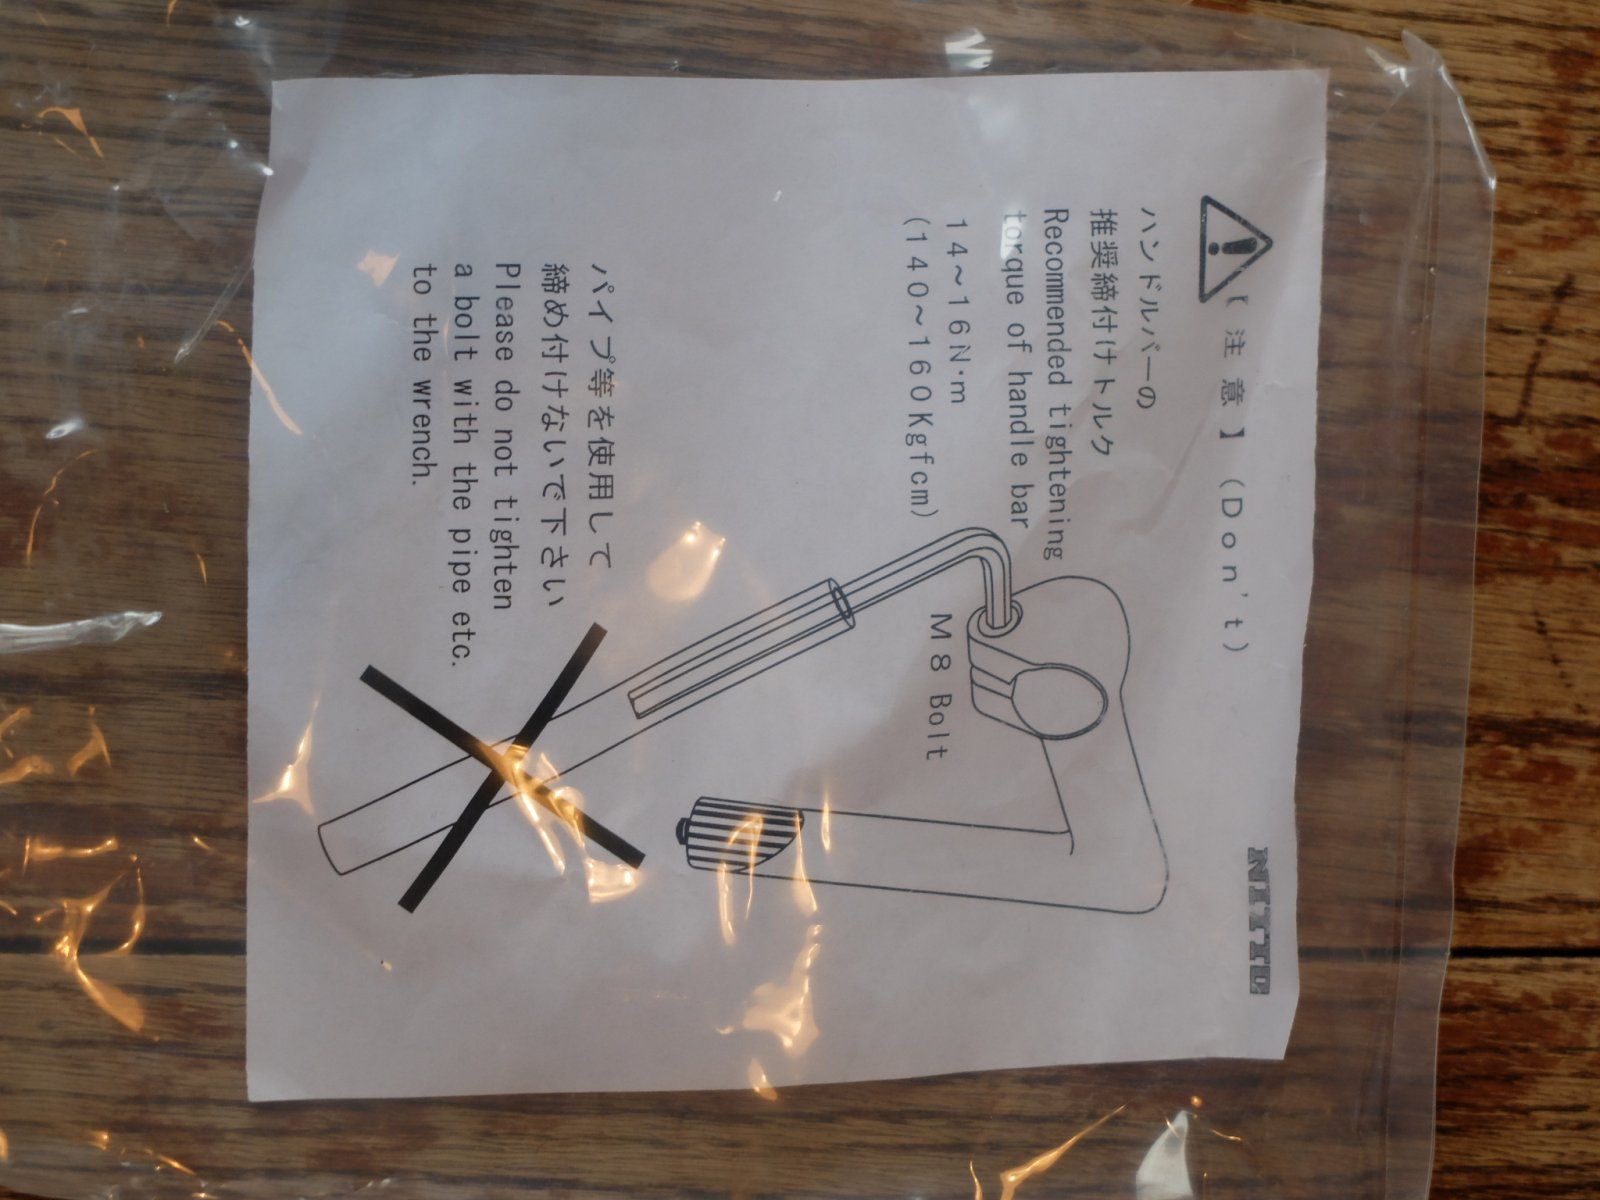 NITTO
【注意】(Don't)
ハンドルバーの
推奨締付けトルク
Recommended tightening
torque of handle bar
14～16N・m
(140～160Kgfcm)
M8 Bolt
パイプ等を使用して
締め付けないで下さい
Please do not tighten
a bolt with the pipe etc.
to the wrench.